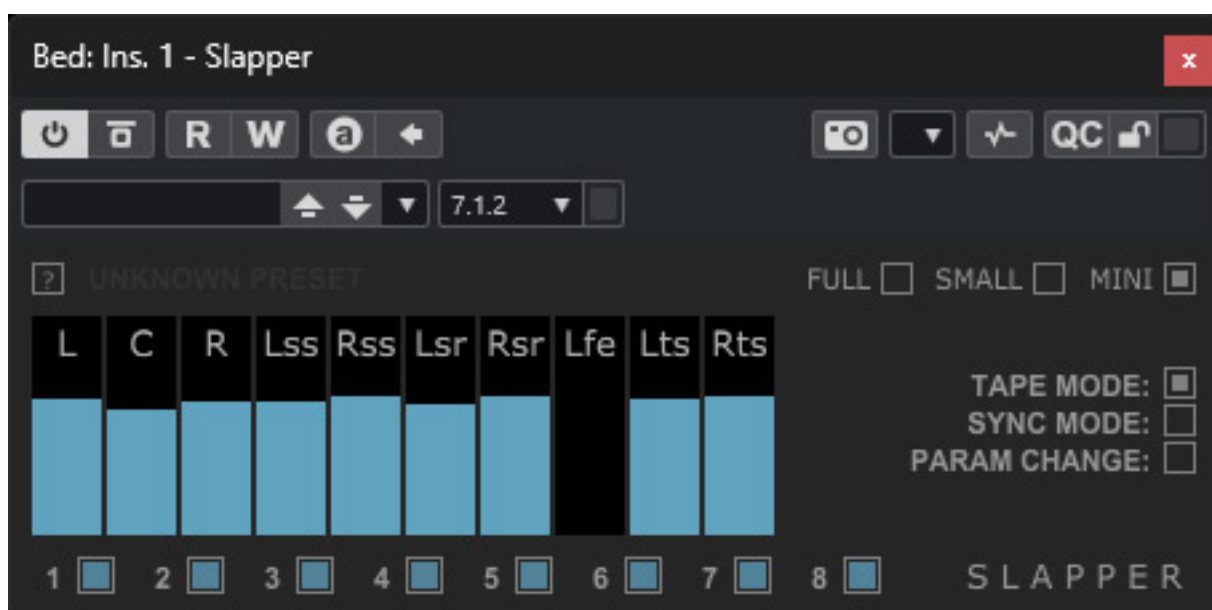 Bed: Ins. 1 - Slapper
x
R W a QC
7.1.2
? UNKNOWN PRESET FULL SMALL MINI
L C R Lss Rss Lsr Rsr Lfe Lts Rts
TAPE MODE:
SYNC MODE:
PARAM CHANGE:
1 2 3 4 5 6 7 8 SLAPPER